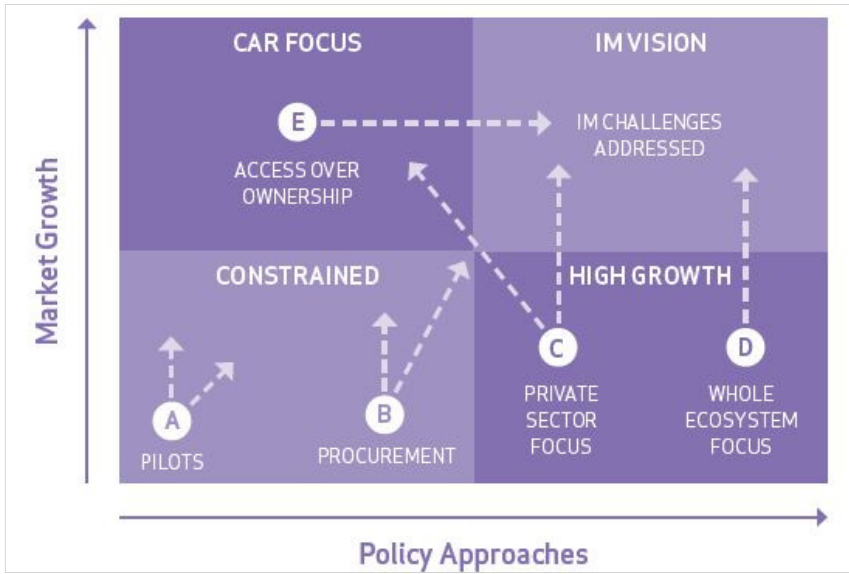 CAR FOCUS
IM VISION
E
IM CHALLENGES
ADDRESSED
ACCESS OVER
OWNERSHIP
Market Growth
CONSTRAINED
HIGH GROWTH
A
PILOTS
B
PROCUREMENT
C
PRIVATE
SECTOR
FOCUS
D
WHOLE
ECOSYSTEM
FOCUS
Policy Approaches